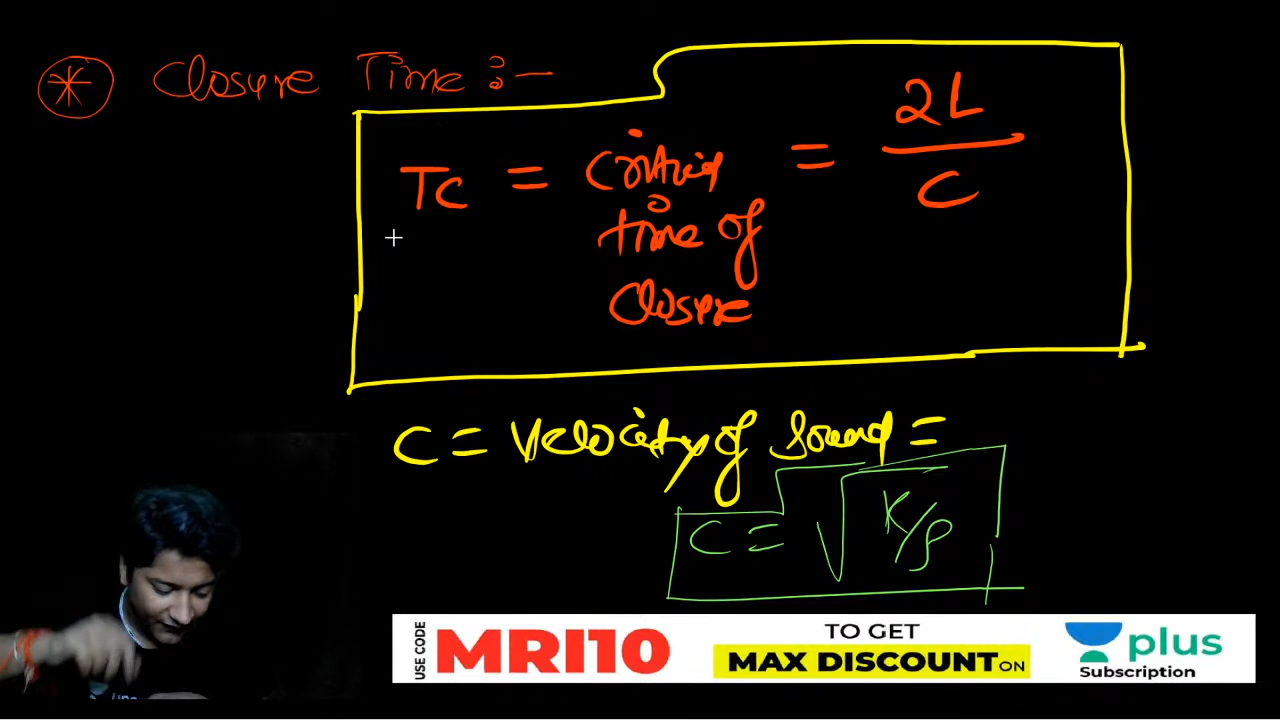 * Closure Time :-
TC = Critical time of closure = 2L / C
C = Velocity of Sound =
C = √K/ρ
USE CODE
MRI10
TO GET
MAX DISCOUNT ON
plus
Subscription